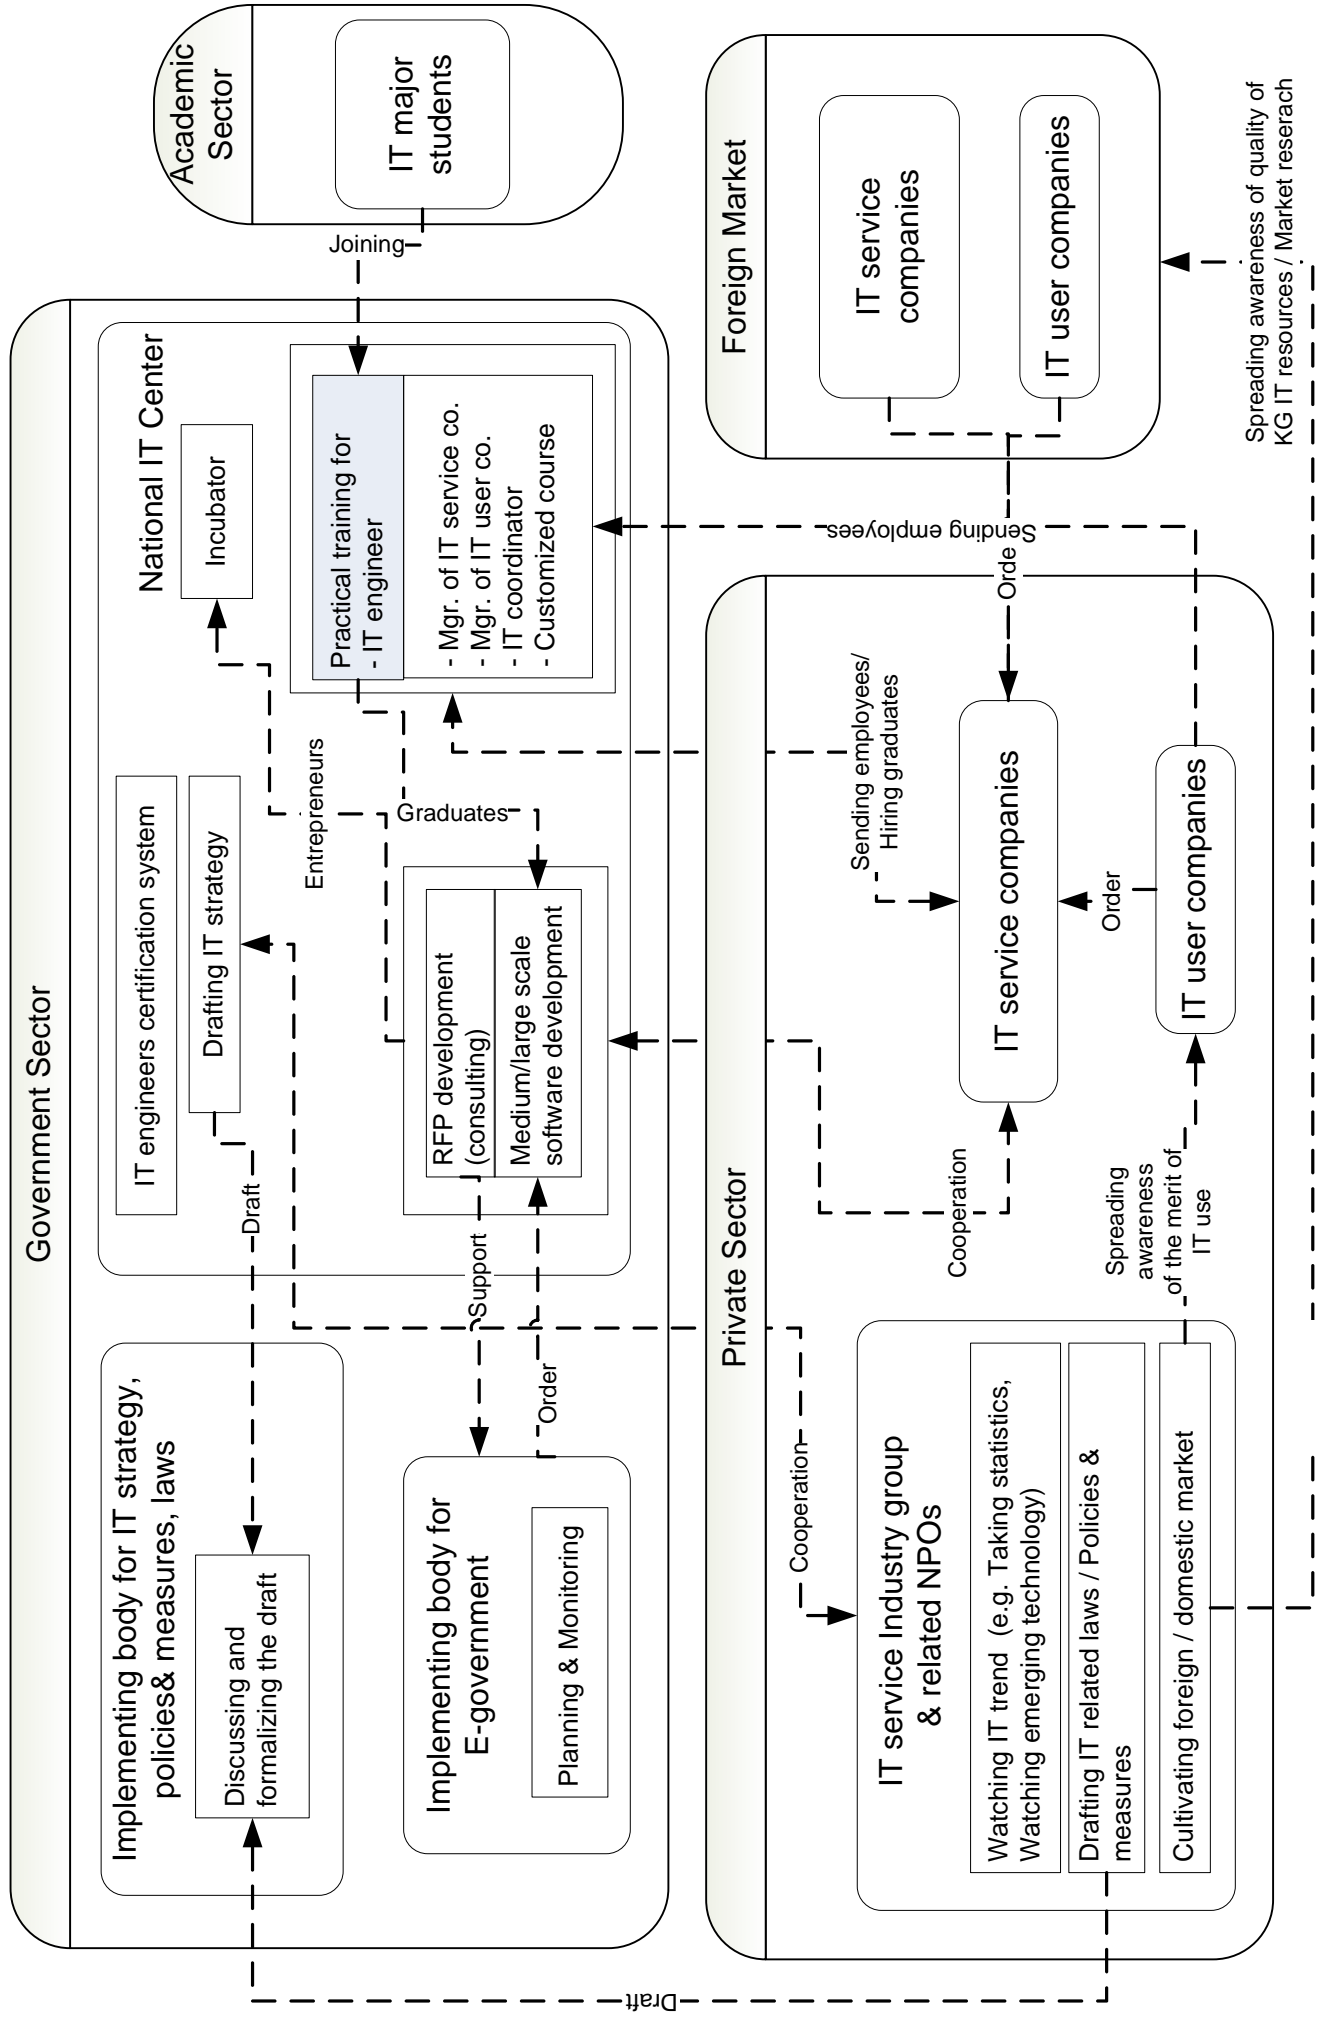 Government Sector
Implementing body for IT strategy,
policies& measures, laws
Discussing and
formalizing the draft
Implementing body for
E-government
Planning & Monitoring
Draft
Support
Order
National IT Center
IT engineers certification system
Drafting IT strategy
Incubator
Entrepreneurs
RFP development
(consulting)
Medium/large scale
software development
Graduates
Practical training for
- IT engineer
- Mgr. of IT service co.
- Mgr. of IT user co.
- IT coordinator
- Customized course
Joining
Academic
Sector
IT major
students
Draft
Private Sector
Cooperation
IT service Industry group
& related NPOs
Watching IT trend (e.g. Taking statistics,
Watching emerging technology)
Drafting IT related laws / Policies &
measures
Cultivating foreign / domestic market
Cooperation
Spreading
awareness
of the merit of
IT use
IT service companies
Order
IT user companies
Sending employees/
Hiring graduates
Sending employees
Orde
Foreign Market
IT service
companies
IT user companies
Spreading awareness of quality of
KG IT resources / Market reserach